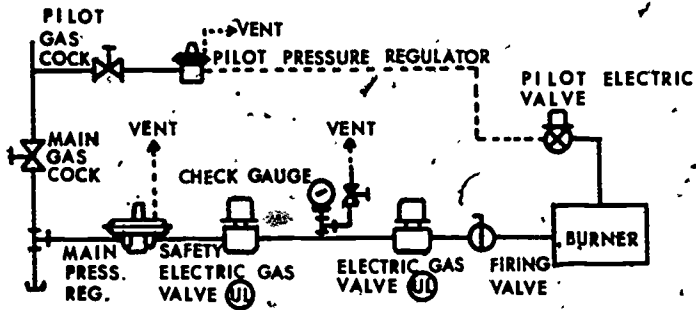 PILOT
GAS
COCK
VENT
PILOT PRESSURE REGULATOR
PILOT ELECTRIC
VALVE
MAIN
GAS
COCK
VENT
VENT
CHECK GAUGE
MAIN
PRESS.
REG.
SAFETY
ELECTRIC GAS
VALVE UL
ELECTRIC GAS
VALVE UL
FIRING
VALVE
BURNER